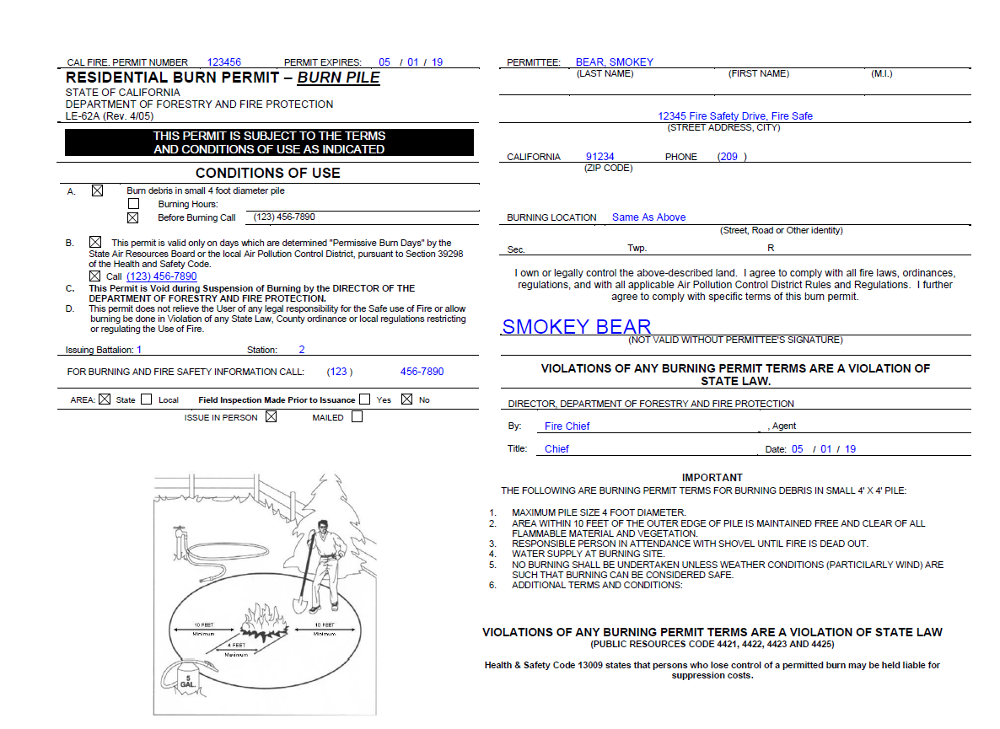 CAL FIRE. PERMIT NUMBER 123456 PERMIT EXPIRES: 05 / 01 / 19
RESIDENTIAL BURN PERMIT – BURN PILE
STATE OF CALIFORNIA
DEPARTMENT OF FORESTRY AND FIRE PROTECTION
LE-62A (Rev. 4/05)
THIS PERMIT IS SUBJECT TO THE TERMS
AND CONDITIONS OF USE AS INDICATED
CONDITIONS OF USE
A. Burn debris in small 4 foot diameter pile
Burning Hours:
Before Burning Call (123) 456-7890
B. This permit is valid only on days which are determined "Permissive Burn Days" by the
State Air Resources Board or the local Air Pollution Control District, pursuant to Section 39298
of the Health and Safety Code.
Call (123) 456-7890
C. This Permit is Void during Suspension of Burning by the DIRECTOR OF THE
DEPARTMENT OF FORESTRY AND FIRE PROTECTION.
D. This permit does not relieve the User of any legal responsibility for the Safe use of Fire or allow
burning be done in Violation of any State Law, County ordinance or local regulations restricting
or regulating the Use of Fire.
Issuing Battalion: 1 Station: 2
FOR BURNING AND FIRE SAFETY INFORMATION CALL: (123 ) 456-7890
AREA: State Local Field Inspection Made Prior to Issuance Yes No
ISSUE IN PERSON MAILED
10 FEET
Minimum
10 FEET
Minimum
4 FEET
Maximum
5
GAL.
PERMITTEE: BEAR, SMOKEY
(LAST NAME) (FIRST NAME) (M.I.)
12345 Fire Safety Drive, Fire Safe
(STREET ADDRESS, CITY)
CALIFORNIA 91234 PHONE (209 )
(ZIP CODE)
BURNING LOCATION Same As Above
(Street, Road or Other identity)
Sec. Twp. R
I own or legally control the above-described land. I agree to comply with all fire laws, ordinances,
regulations, and with all applicable Air Pollution Control District Rules and Regulations. I further
agree to comply with specific terms of this burn permit.
SMOKEY BEAR
(NOT VALID WITHOUT PERMITTEE'S SIGNATURE)
VIOLATIONS OF ANY BURNING PERMIT TERMS ARE A VIOLATION OF
STATE LAW.
DIRECTOR, DEPARTMENT OF FORESTRY AND FIRE PROTECTION
By: Fire Chief , Agent
Title: Chief Date: 05 / 01 / 19
IMPORTANT
THE FOLLOWING ARE BURNING PERMIT TERMS FOR BURNING DEBRIS IN SMALL 4' X 4' PILE:
1. MAXIMUM PILE SIZE 4 FOOT DIAMETER.
2. AREA WITHIN 10 FEET OF THE OUTER EDGE OF PILE IS MAINTAINED FREE AND CLEAR OF ALL
FLAMMABLE MATERIAL AND VEGETATION.
3. RESPONSIBLE PERSON IN ATTENDANCE WITH SHOVEL UNTIL FIRE IS DEAD OUT.
4. WATER SUPPLY AT BURNING SITE.
5. NO BURNING SHALL BE UNDERTAKEN UNLESS WEATHER CONDITIONS (PARTICILARLY WIND) ARE
SUCH THAT BURNING CAN BE CONSIDERED SAFE.
6. ADDITIONAL TERMS AND CONDITIONS:
VIOLATIONS OF ANY BURNING PERMIT TERMS ARE A VIOLATION OF STATE LAW
(PUBLIC RESOURCES CODE 4421, 4422, 4423 AND 4425)
Health & Safety Code 13009 states that persons who lose control of a permitted burn may be held liable for
suppression costs.